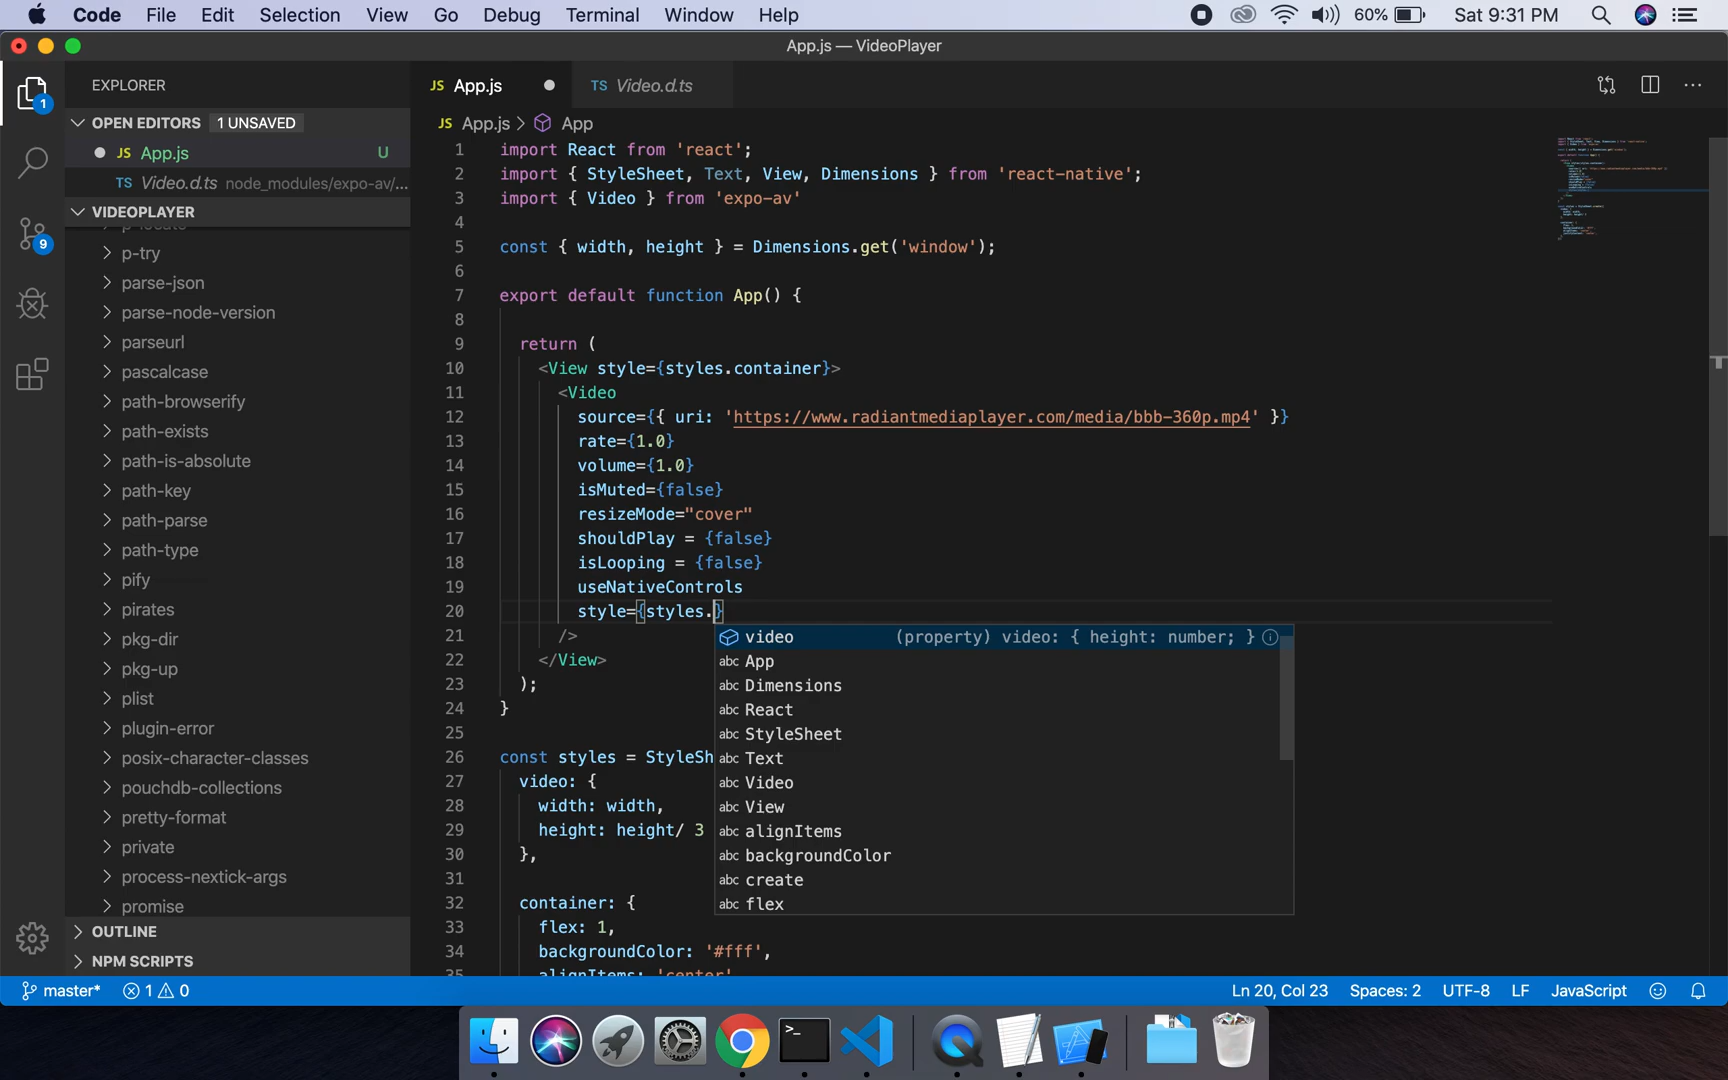 Code File Edit Selection View Go Debug Terminal Window Help 60% Sat 9:31 PM
App.js — VideoPlayer
EXPLORER
OPEN EDITORS 1 UNSAVED
JS App.js U
TS Video.d.ts node_modules/expo-av/...
VIDEOPLAYER
p-locate
p-try
parse-json
parse-node-version
parseurl
pascalcase
path-browserify
path-exists
path-is-absolute
path-key
path-parse
path-type
pify
pirates
pkg-dir
pkg-up
plist
plugin-error
posix-character-classes
pouchdb-collections
pretty-format
private
process-nextick-args
promise
OUTLINE
NPM SCRIPTS
1
9
JS App.js TS Video.d.ts
JS App.js > App
1 import React from 'react';
2 import { StyleSheet, Text, View, Dimensions } from 'react-native';
3 import { Video } from 'expo-av'
4
5 const { width, height } = Dimensions.get('window');
6
7 export default function App() {
8
9 return (
10 <View style={styles.container}>
11 <Video
12 source={{ uri: 'https://www.radiantmediaplayer.com/media/bbb-360p.mp4' }}
13 rate={1.0}
14 volume={1.0}
15 isMuted={false}
16 resizeMode="cover"
17 shouldPlay = {false}
18 isLooping = {false}
19 useNativeControls
20 style={styles.}
21 />
22 </View>
23 );
24 }
25
26 const styles = StyleSh
27 video: {
28 width: width,
29 height: height/ 3
30 },
31
32 container: {
33 flex: 1,
34 backgroundColor: '#fff',
35 alignItems: 'center'
video (property) video: { height: number; }
abc App
abc Dimensions
abc React
abc StyleSheet
abc Text
abc Video
abc View
abc alignItems
abc backgroundColor
abc create
abc flex
master* 1 0 Ln 20, Col 23 Spaces: 2 UTF-8 LF JavaScript